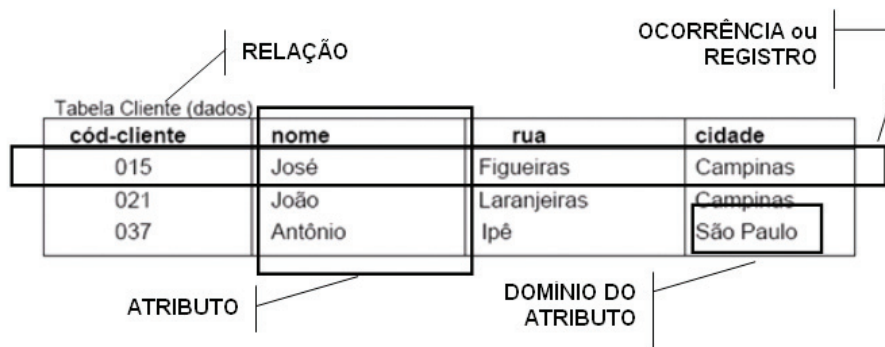 OCORRÊNCIA ou
REGISTRO
RELAÇÃO
Tabela Cliente (dados)
cód-cliente nome rua cidade
015 José Figueiras Campinas
021 João Laranjeiras Campinas
037 Antônio Ipê São Paulo
ATRIBUTO
DOMÍNIO DO
ATRIBUTO